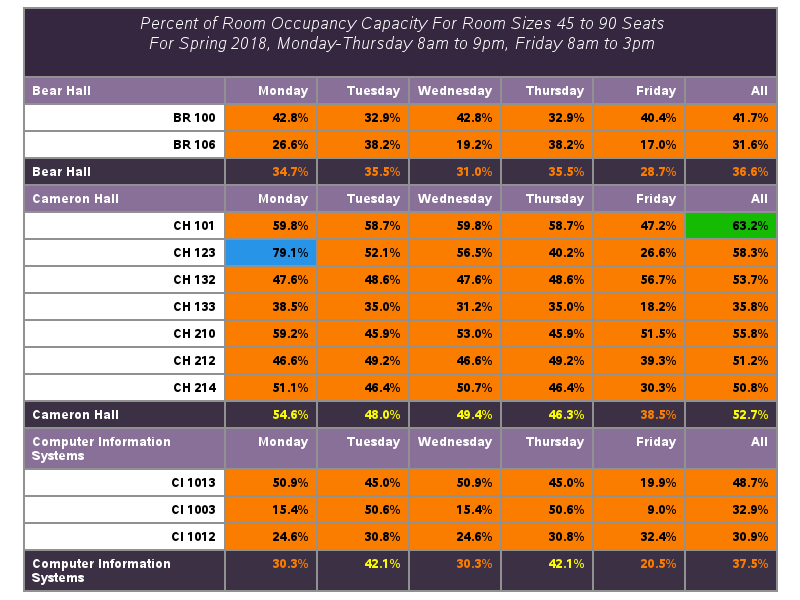 Percent of Room Occupancy Capacity For Room Sizes 45 to 90 Seats
For Spring 2018, Monday-Thursday 8am to 9pm, Friday 8am to 3pm
Bear Hall Monday Tuesday Wednesday Thursday Friday All
BR 100 42.8% 32.9% 42.8% 32.9% 40.4% 41.7%
BR 106 26.6% 38.2% 19.2% 38.2% 17.0% 31.6%
Bear Hall 34.7% 35.5% 31.0% 35.5% 28.7% 36.6%
Cameron Hall Monday Tuesday Wednesday Thursday Friday All
CH 101 59.8% 58.7% 59.8% 58.7% 47.2% 63.2%
CH 123 79.1% 52.1% 56.5% 40.2% 26.6% 58.3%
CH 132 47.6% 48.6% 47.6% 48.6% 56.7% 53.7%
CH 133 38.5% 35.0% 31.2% 35.0% 18.2% 35.8%
CH 210 59.2% 45.9% 53.0% 45.9% 51.5% 55.8%
CH 212 46.6% 49.2% 46.6% 49.2% 39.3% 51.2%
CH 214 51.1% 46.4% 50.7% 46.4% 30.3% 50.8%
Cameron Hall 54.6% 48.0% 49.4% 46.3% 38.5% 52.7%
Computer Information Monday Tuesday Wednesday Thursday Friday All
Systems
CI 1013 50.9% 45.0% 50.9% 45.0% 19.9% 48.7%
CI 1003 15.4% 50.6% 15.4% 50.6% 9.0% 32.9%
CI 1012 24.6% 30.8% 24.6% 30.8% 32.4% 30.9%
Computer Information 30.3% 42.1% 30.3% 42.1% 20.5% 37.5%
Systems